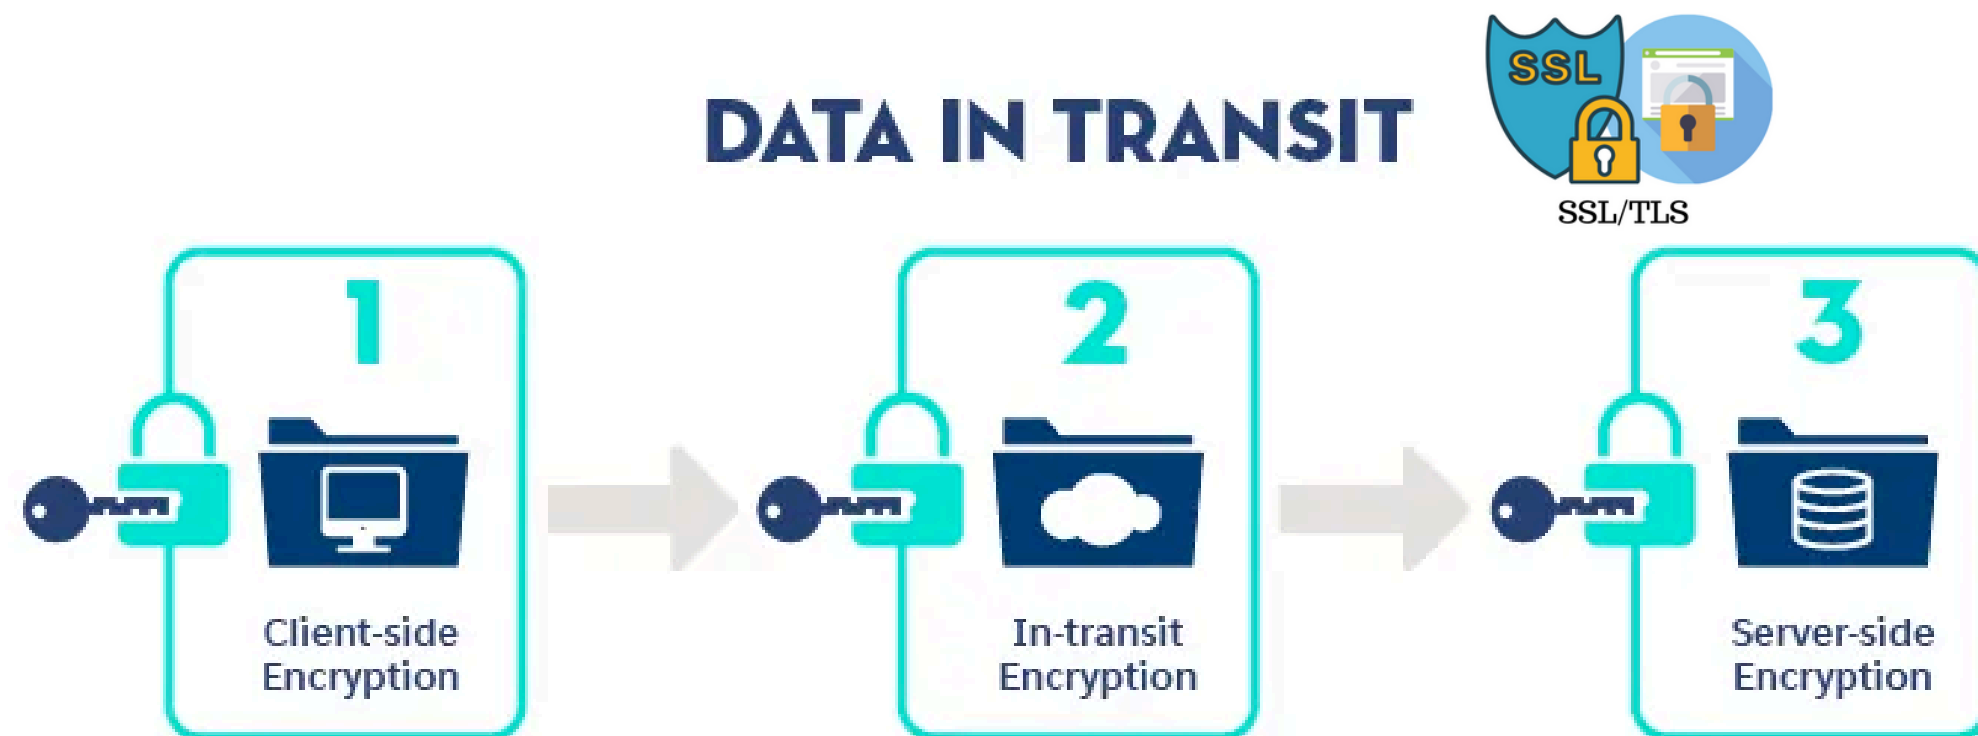 SSL
DATA IN TRANSIT
SSL/TLS
1
2
3
Client-side
Encryption
In-transit
Encryption
Server-side
Encryption